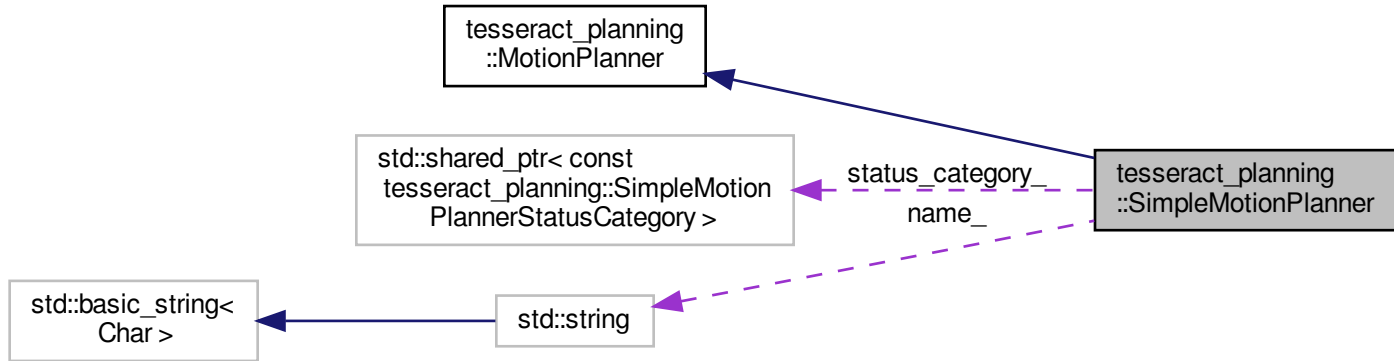 tesseract_planning
::MotionPlanner
std::shared_ptr< const
tesseract_planning::SimpleMotion
PlannerStatusCategory >
status_category_
name_
tesseract_planning
::SimpleMotionPlanner
std::basic_string<
Char >
std::string